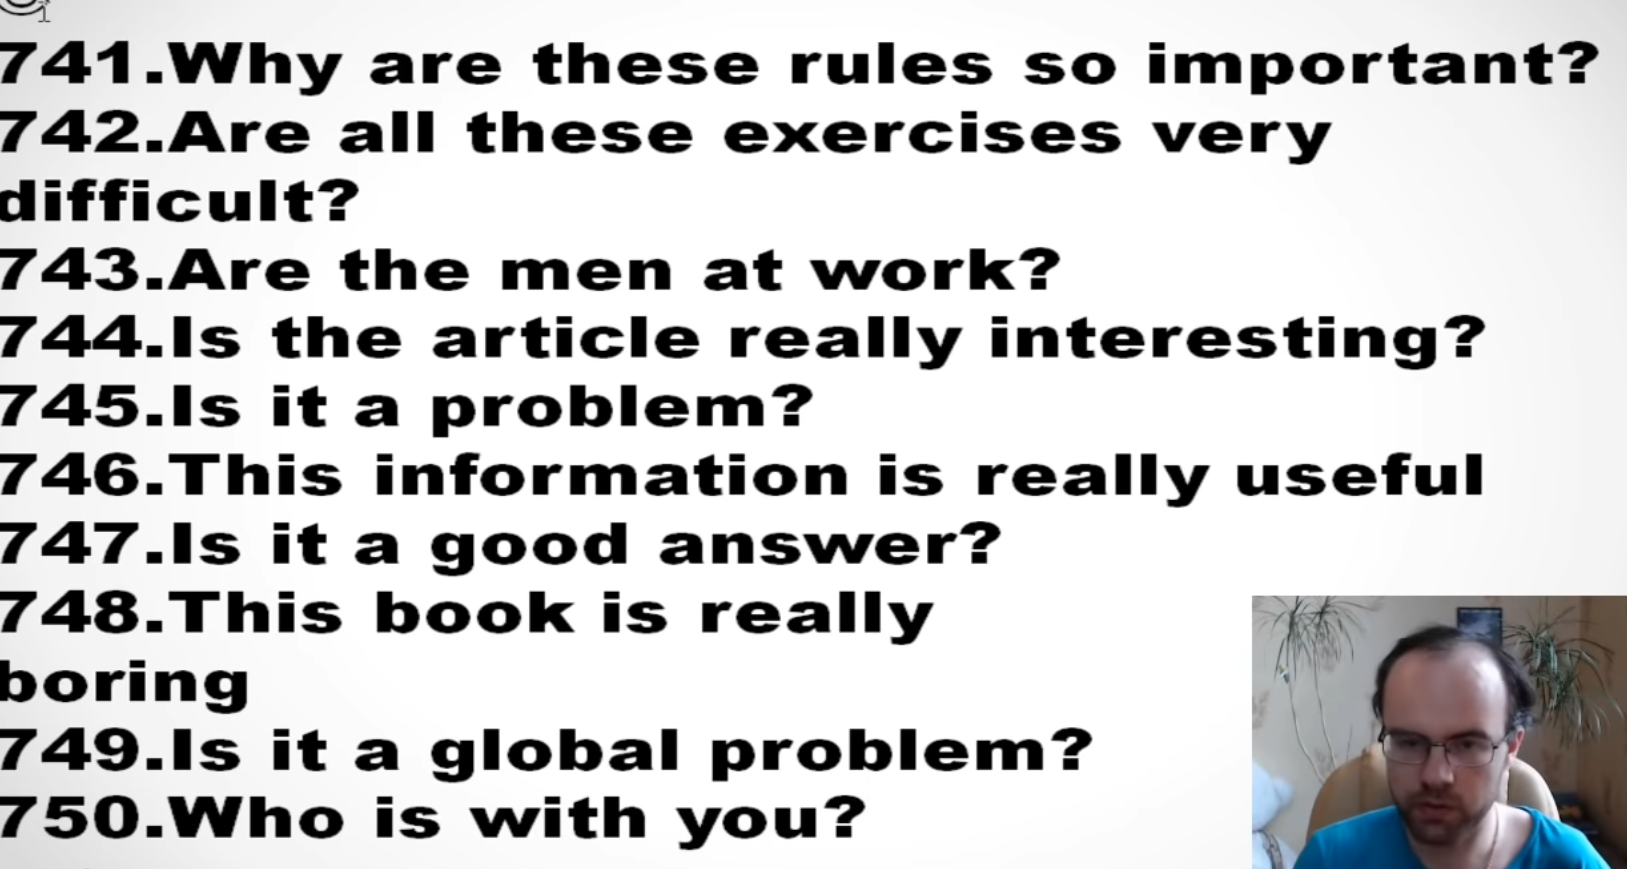 741.Why are these rules so important?
742.Are all these exercises very
difficult?
743.Are the men at work?
744.Is the article really interesting?
745.Is it a problem?
746.This information is really useful
747.Is it a good answer?
748.This book is really
boring
749.Is it a global problem?
750.Who is with you?